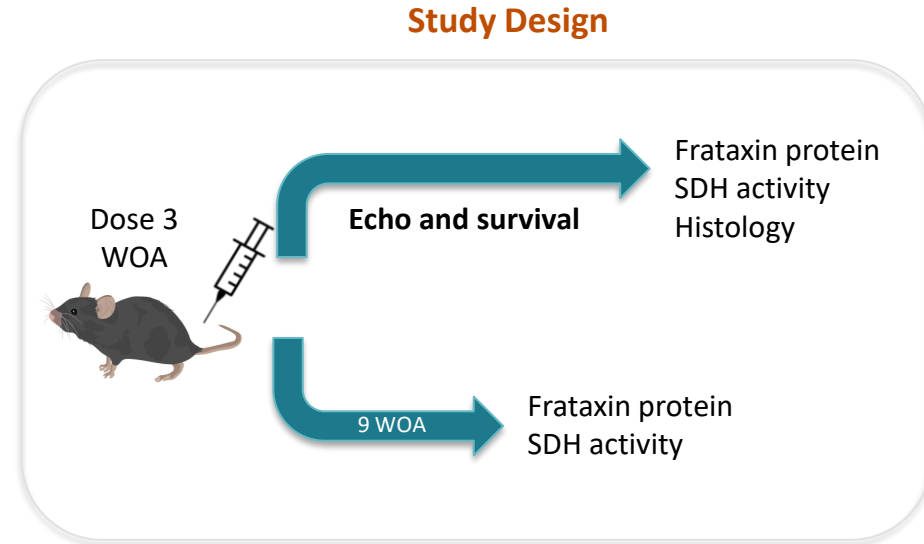 Study Design
Dose 3
WOA
Echo and survival
Frataxin protein
SDH activity
Histology
9 WOA
Frataxin protein
SDH activity